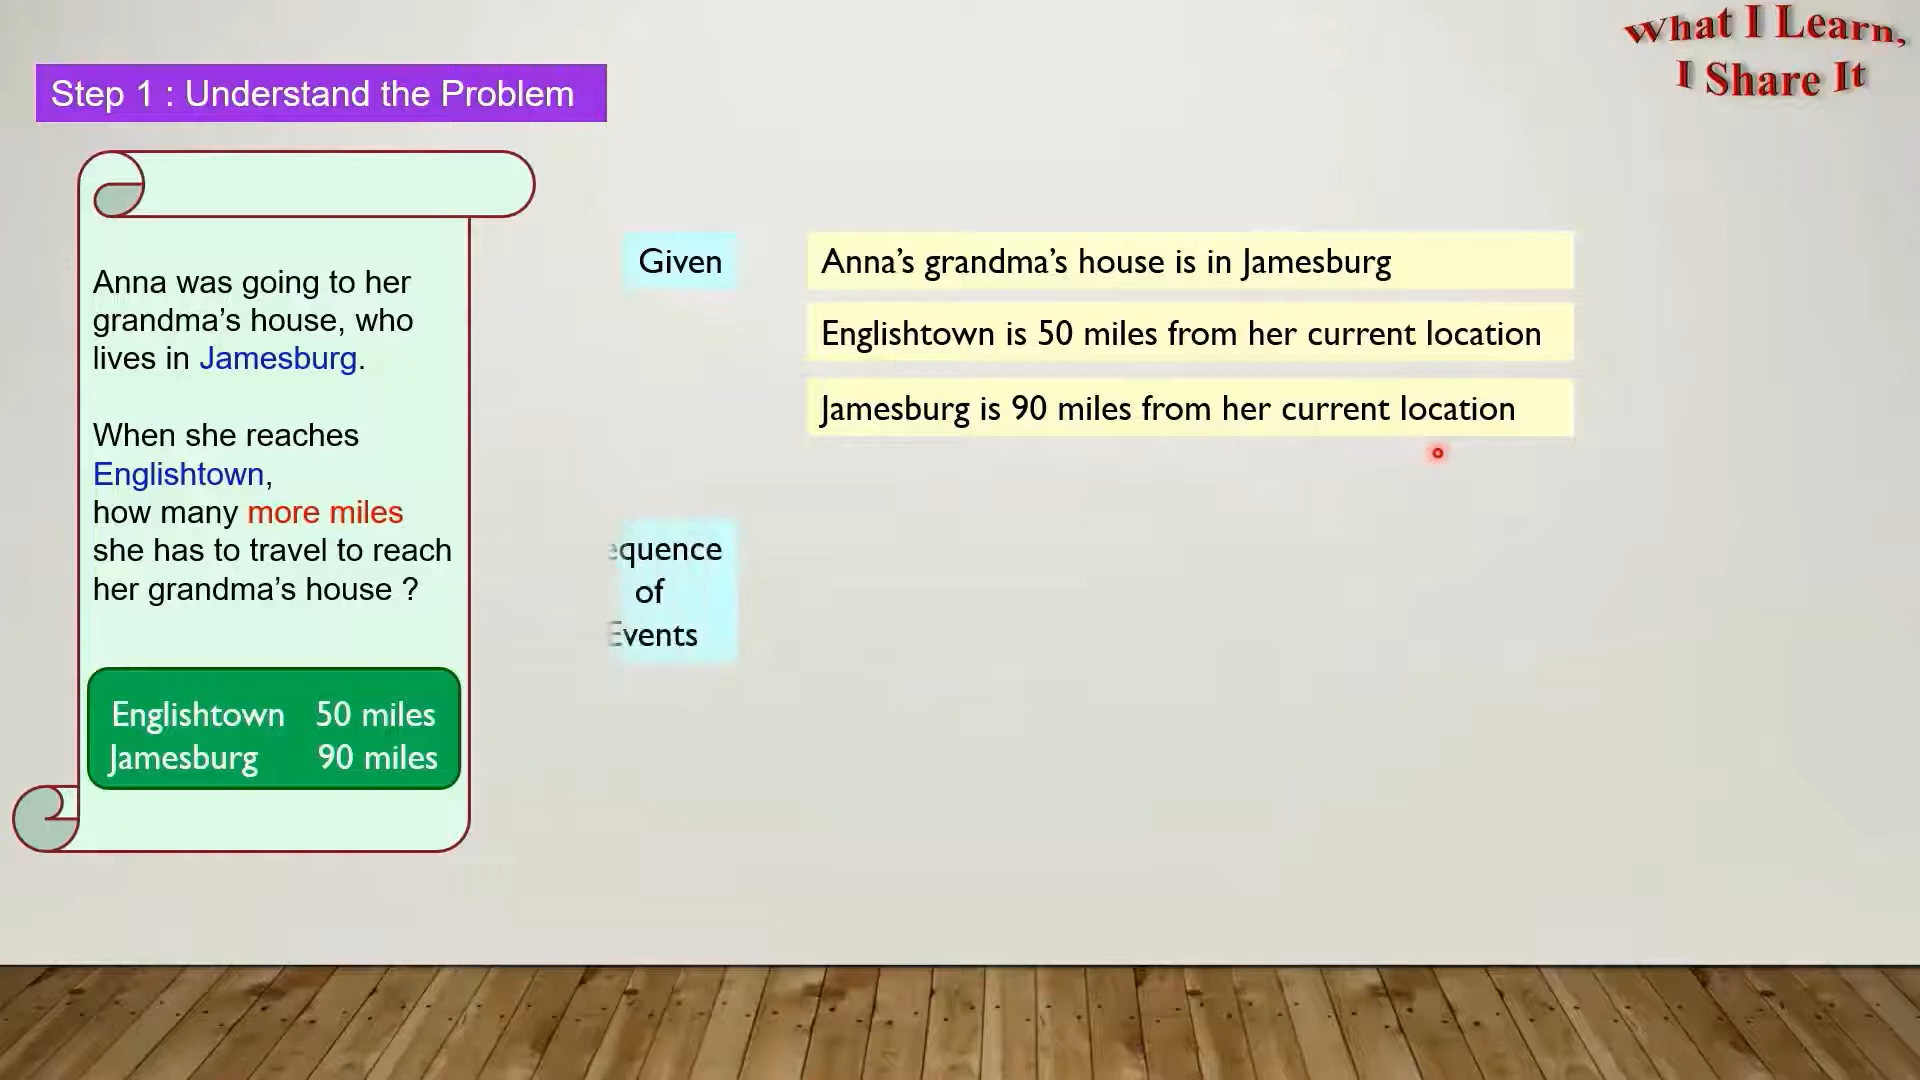 What I Learn,
I Share It
Step 1 : Understand the Problem
Anna was going to her
grandma’s house, who
lives in Jamesburg.
When she reaches
Englishtown,
how many more miles
she has to travel to reach
her grandma’s house ?
Englishtown 50 miles
Jamesburg 90 miles
Given
Anna’s grandma’s house is in Jamesburg
Englishtown is 50 miles from her current location
Jamesburg is 90 miles from her current location
equence
of
Events